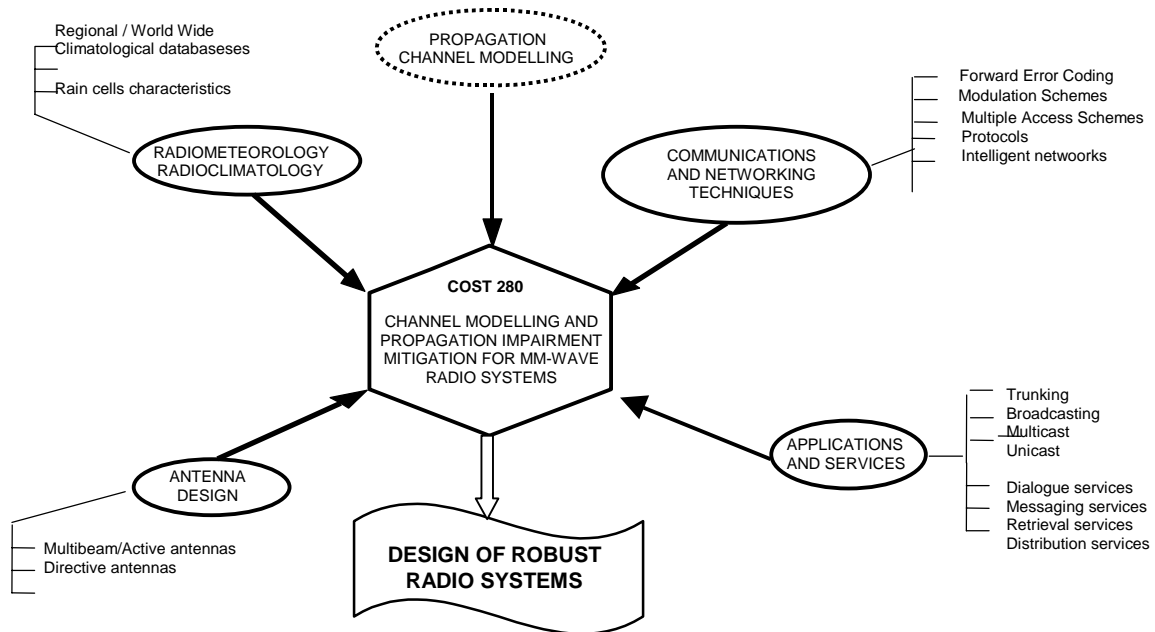 Regional / World Wide
Climatological databaseses
Rain cells characteristics
PROPAGATION
CHANNEL MODELLING
Forward Error Coding
Modulation Schemes
Multiple Access Schemes
Protocols
Intelligent netwoorks
RADIOMETEOROLOGY
RADIOCLIMATOLOGY
COMMUNICATIONS
AND NETWORKING
TECHNIQUES
COST 280
CHANNEL MODELLING AND
PROPAGATION IMPAIRMENT
MITIGATION FOR MM-WAVE
RADIO SYSTEMS
ANTENNA
DESIGN
Multibeam/Active antennas
Directive antennas
APPLICATIONS
AND SERVICES
Trunking
Broadcasting
Multicast
Unicast
Dialogue services
Messaging services
Retrieval services
Distribution services
DESIGN OF ROBUST
RADIO SYSTEMS